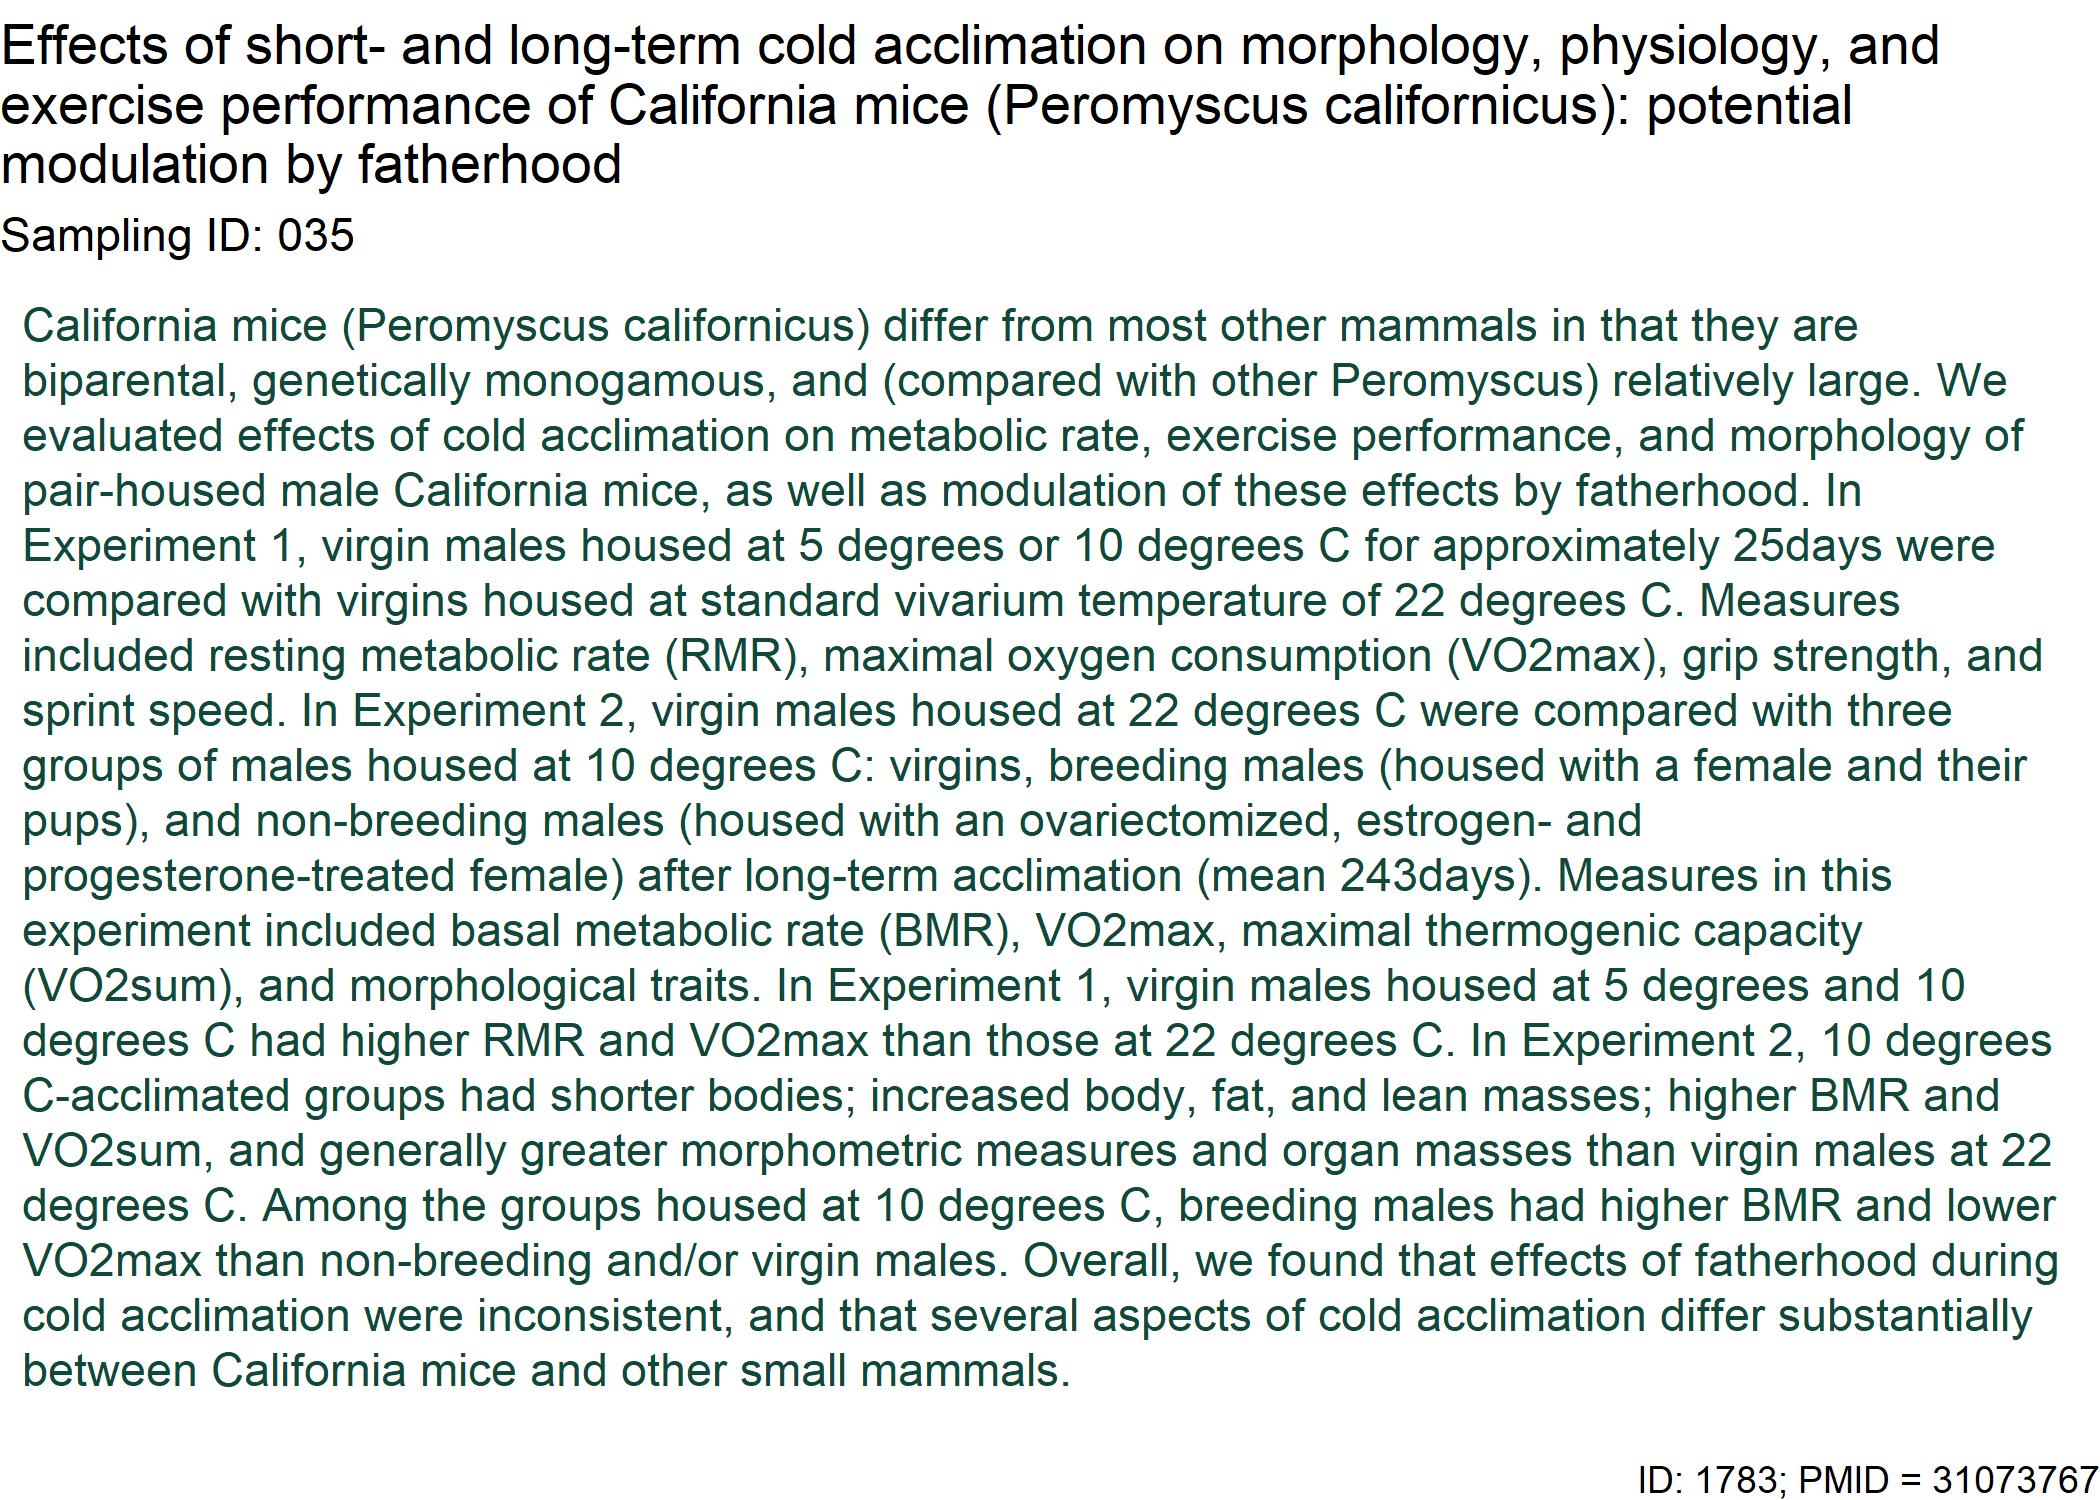 Effects of short- and long-term cold acclimation on morphology, physiology, and
exercise performance of California mice (Peromyscus californicus): potential
modulation by fatherhood
Sampling ID: 035
California mice (Peromyscus californicus) differ from most other mammals in that they are
biparental, genetically monogamous, and (compared with other Peromyscus) relatively large. We
evaluated effects of cold acclimation on metabolic rate, exercise performance, and morphology of
pair-housed male California mice, as well as modulation of these effects by fatherhood. In
Experiment 1, virgin males housed at 5 degrees or 10 degrees C for approximately 25days were
compared with virgins housed at standard vivarium temperature of 22 degrees C. Measures
included resting metabolic rate (RMR), maximal oxygen consumption (VO2max), grip strength, and
sprint speed. In Experiment 2, virgin males housed at 22 degrees C were compared with three
groups of males housed at 10 degrees C: virgins, breeding males (housed with a female and their
pups), and non-breeding males (housed with an ovariectomized, estrogen- and
progesterone-treated female) after long-term acclimation (mean 243days). Measures in this
experiment included basal metabolic rate (BMR), VO2max, maximal thermogenic capacity
(VO2sum), and morphological traits. In Experiment 1, virgin males housed at 5 degrees and 10
degrees C had higher RMR and VO2max than those at 22 degrees C. In Experiment 2, 10 degrees
C-acclimated groups had shorter bodies; increased body, fat, and lean masses; higher BMR and
VO2sum, and generally greater morphometric measures and organ masses than virgin males at 22
degrees C. Among the groups housed at 10 degrees C, breeding males had higher BMR and lower
VO2max than non-breeding and/or virgin males. Overall, we found that effects of fatherhood during
cold acclimation were inconsistent, and that several aspects of cold acclimation differ substantially
between California mice and other small mammals.
ID: 1783; PMID = 31073767